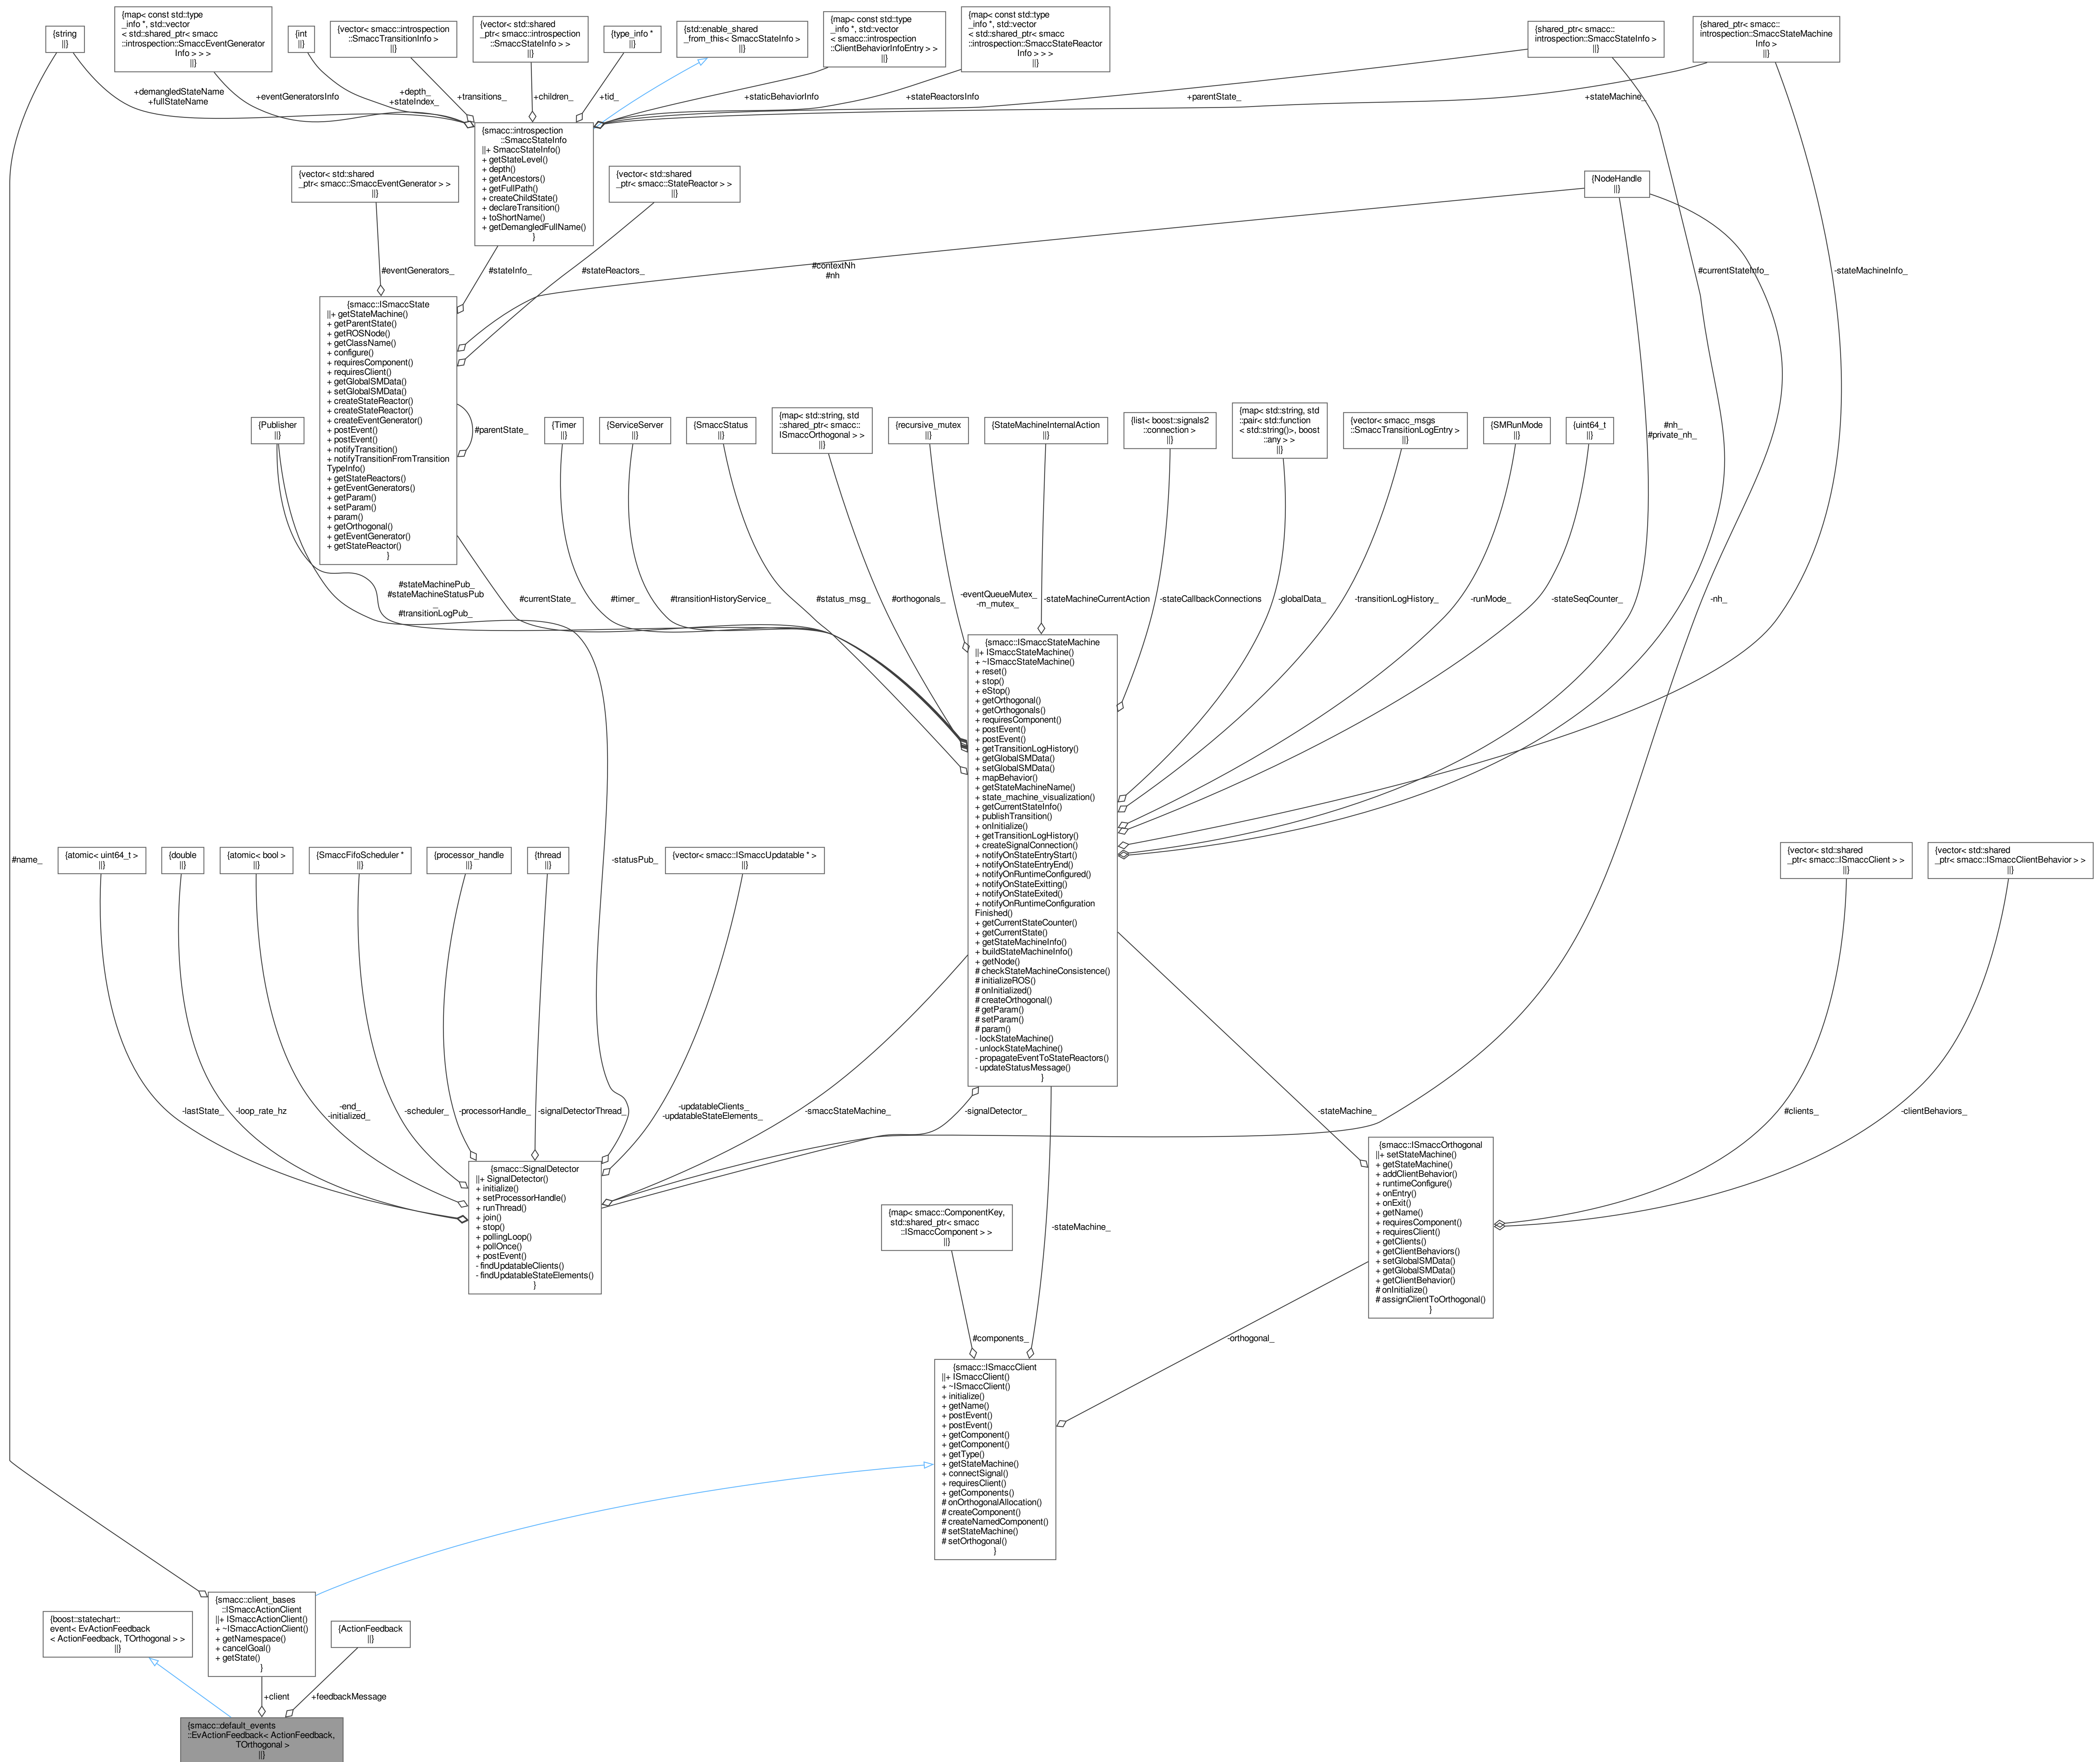 {string
||}
{map< const std::type
_info *, std::vector
< std::shared_ptr< smacc
::introspection::SmaccEventGenerator
Info > > >
||}
{int
||}
{vector< smacc::introspection
::SmaccTransitionInfo >
||}
{vector< std::shared
_ptr< smacc::introspection
::SmaccStateInfo > >
||}
{type_info *
||}
{std::enable_shared
_from_this< SmaccStateInfo >
||}
{map< const std::type
_info *, std::vector
< smacc::introspection
::ClientBehaviorInfoEntry > >
||}
{map< const std::type
_info *, std::vector
< std::shared_ptr< smacc
::introspection::SmaccStateReactor
Info > > >
||}
{shared_ptr< smacc::
introspection::SmaccStateInfo >
||}
{shared_ptr< smacc::
introspection::SmaccStateMachine
Info >
||}
+demangledStateName
+fullStateName
+eventGeneratorsInfo
+depth_
+stateIndex_
+transitions_
+children_
+tid_
+staticBehaviorInfo
+stateReactorsInfo
+parentState_
+stateMachine_
{smacc::introspection
::SmaccStateInfo
||+ SmaccStateInfo()
+ getStateLevel()
+ depth()
+ getAncestors()
+ getFullPath()
+ createChildState()
+ declareTransition()
+ toShortName()
+ getDemangledFullName()
}
{vector< std::shared
_ptr< smacc::SmaccEventGenerator > >
||}
{vector< std::shared
_ptr< smacc::StateReactor > >
||}
{NodeHandle
||}
#eventGenerators_
#stateInfo_
#stateReactors_
#contextNh
#nh
#currentStateInfo_
-stateMachineInfo_
{smacc::ISmaccState
||+ getStateMachine()
+ getParentState()
+ getROSNode()
+ getClassName()
+ configure()
+ requiresComponent()
+ requiresClient()
+ getGlobalSMData()
+ setGlobalSMData()
+ createStateReactor()
+ createStateReactor()
+ createEventGenerator()
+ postEvent()
+ postEvent()
+ notifyTransition()
+ notifyTransitionFromTransition
TypeInfo()
+ getStateReactors()
+ getEventGenerators()
+ getParam()
+ setParam()
+ param()
+ getOrthogonal()
+ getEventGenerator()
+ getStateReactor()
}
#parentState_
{Publisher
||}
{Timer
||}
{ServiceServer
||}
{SmaccStatus
||}
{map< std::string, std
::shared_ptr< smacc::
ISmaccOrthogonal > >
||}
{recursive_mutex
||}
{StateMachineInternalAction
||}
{list< boost::signals2
::connection >
||}
{map< std::string, std
::pair< std::function
< std::string()>, boost
::any > >
||}
{vector< smacc_msgs
::SmaccTransitionLogEntry >
||}
{SMRunMode
||}
{uint64_t
||}
#nh_
#private_nh_
#stateMachinePub_
#stateMachineStatusPub
_
#transitionLogPub_
#currentState_
#timer_
#transitionHistoryService_
#status_msg_
#orthogonals_
-eventQueueMutex_
-m_mutex_
-stateMachineCurrentAction
-stateCallbackConnections
-globalData_
-transitionLogHistory_
-runMode_
-stateSeqCounter_
-nh_
{smacc::ISmaccStateMachine
||+ ISmaccStateMachine()
+ ~ISmaccStateMachine()
+ reset()
+ stop()
+ eStop()
+ getOrthogonal()
+ getOrthogonals()
+ requiresComponent()
+ postEvent()
+ postEvent()
+ getTransitionLogHistory()
+ getGlobalSMData()
+ setGlobalSMData()
+ mapBehavior()
+ getStateMachineName()
+ state_machine_visualization()
+ getCurrentStateInfo()
+ publishTransition()
+ onInitialize()
+ getTransitionLogHistory()
+ createSignalConnection()
+ notifyOnStateEntryStart()
+ notifyOnStateEntryEnd()
+ notifyOnRuntimeConfigured()
+ notifyOnStateExitting()
+ notifyOnStateExited()
+ notifyOnRuntimeConfiguration
Finished()
+ getCurrentStateCounter()
+ getCurrentState()
+ getStateMachineInfo()
+ buildStateMachineInfo()
+ getNode()
# checkStateMachineConsistence()
# initializeROS()
# onInitialized()
# createOrthogonal()
# getParam()
# setParam()
# param()
- lockStateMachine()
- unlockStateMachine()
- propagateEventToStateReactors()
- updateStatusMessage()
}
#name_
{atomic< uint64_t >
||}
{double
||}
{atomic< bool >
||}
{SmaccFifoScheduler *
||}
{processor_handle
||}
{thread
||}
-statusPub_
{vector< smacc::ISmaccUpdatable * >
||}
{vector< std::shared
_ptr< smacc::ISmaccClient > >
||}
{vector< std::shared
_ptr< smacc::ISmaccClientBehavior > >
||}
-lastState_
-loop_rate_hz
-end_
-initialized_
-scheduler_
-processorHandle_
-signalDetectorThread_
-updatableClients_
-updatableStateElements_
-smaccStateMachine_
-signalDetector_
-stateMachine_
#clients_
-clientBehaviors_
{smacc::SignalDetector
||+ SignalDetector()
+ initialize()
+ setProcessorHandle()
+ runThread()
+ join()
+ stop()
+ pollingLoop()
+ pollOnce()
+ postEvent()
- findUpdatableClients()
- findUpdatableStateElements()
}
{smacc::ISmaccOrthogonal
||+ setStateMachine()
+ getStateMachine()
+ addClientBehavior()
+ runtimeConfigure()
+ onEntry()
+ onExit()
+ getName()
+ requiresComponent()
+ requiresClient()
+ getClients()
+ getClientBehaviors()
+ setGlobalSMData()
+ getGlobalSMData()
+ getClientBehavior()
# onInitialize()
# assignClientToOrthogonal()
}
{map< smacc::ComponentKey,
std::shared_ptr< smacc
::ISmaccComponent > >
||}
-stateMachine_
#components_
-orthogonal_
{smacc::ISmaccClient
||+ ISmaccClient()
+ ~ISmaccClient()
+ initialize()
+ getName()
+ postEvent()
+ postEvent()
+ getComponent()
+ getComponent()
+ getType()
+ getStateMachine()
+ connectSignal()
+ requiresClient()
+ getComponents()
# onOrthogonalAllocation()
# createComponent()
# createNamedComponent()
# setStateMachine()
# setOrthogonal()
}
{boost::statechart::
event< EvActionFeedback
< ActionFeedback, TOrthogonal > >
||}
{smacc::client_bases
::ISmaccActionClient
||+ ISmaccActionClient()
+ ~ISmaccActionClient()
+ getNamespace()
+ cancelGoal()
+ getState()
}
{ActionFeedback
||}
+client
+feedbackMessage
{smacc::default_events
::EvActionFeedback< ActionFeedback,
TOrthogonal >
||}